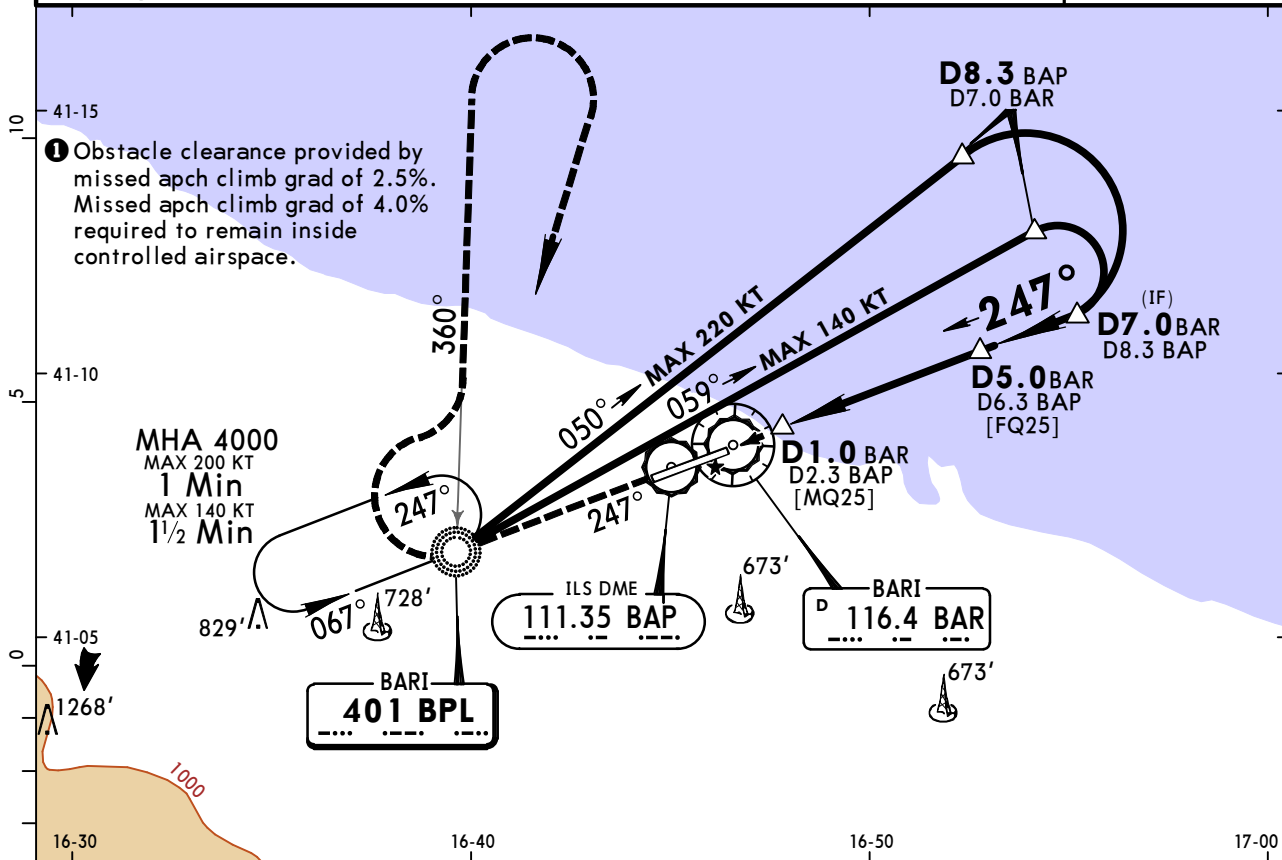 D8.3 BAP
D7.0 BAR
10
41-15
❶ Obstacle clearance provided by
missed apch climb grad of 2.5%.
Missed apch climb grad of 4.0%
required to remain inside
controlled airspace.
360°
050° MAX 220 KT
059° MAX 140 KT
247°
(IF)
D7.0 BAR
D8.3 BAP
5
41-10
D5.0 BAR
D6.3 BAP
[FQ25]
MHA 4000
MAX 200 KT
1 Min
MAX 140 KT
1½ Min
247°
247°
D1.0 BAR
D2.3 BAP
[MQ25]
067°
829'
728'
673'
ILS DME
111.35 BAP
BARI
D 116.4 BAR
0
41-05
673'
BARI
401 BPL
1268'
1000
16-30
16-40
16-50
17-00